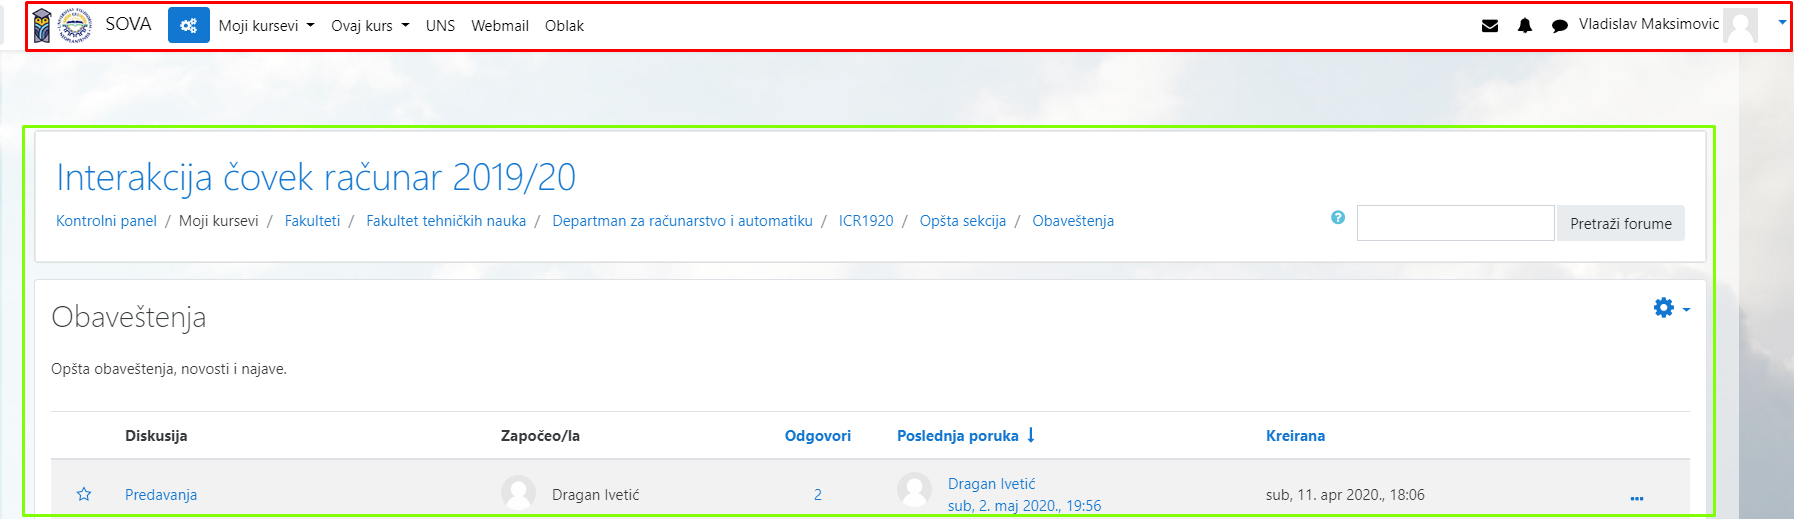 SOVA Moji kursevi Ovaj kurs UNS Webmail Oblak Vladislav Maksimovic
Interakcija čovek računar 2019/20
Kontrolni panel / Moji kursevi / Fakulteti / Fakultet tehničkih nauka / Departman za računarstvo i automatiku / ICR1920 / Opšta sekcija / Obaveštenja Pretraži forume
Obaveštenja
Opšta obaveštenja, novosti i najave.
Diskusija Započeo/la Odgovori Poslednja poruka ↓ Kreirana
Predavanja Dragan Ivetić 2 Dragan Ivetić sub, 11. apr 2020., 18:06
sub, 2. maj 2020., 19:56